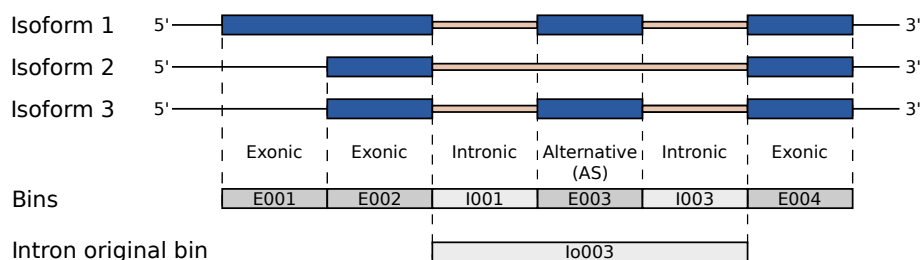 Isoform 1 5' 3'
Isoform 2 5' 3'
Isoform 3 5' 3'
Exonic Exonic Intronic Alternative Intronic Exonic
(AS)
Bins E001 E002 I001 E003 I003 E004
Intron original bin Io003